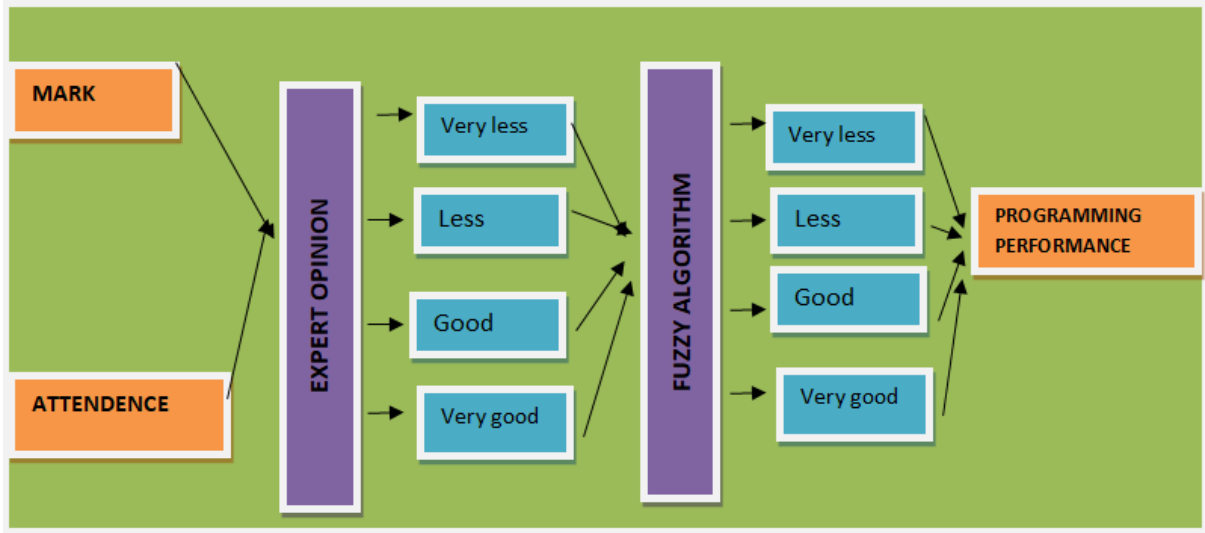 MARK
ATTENDENCE
EXPERT OPINION
Very less
Less
Good
Very good
FUZZY ALGORITHM
Very less
Less
Good
Very good
PROGRAMMING
PERFORMANCE